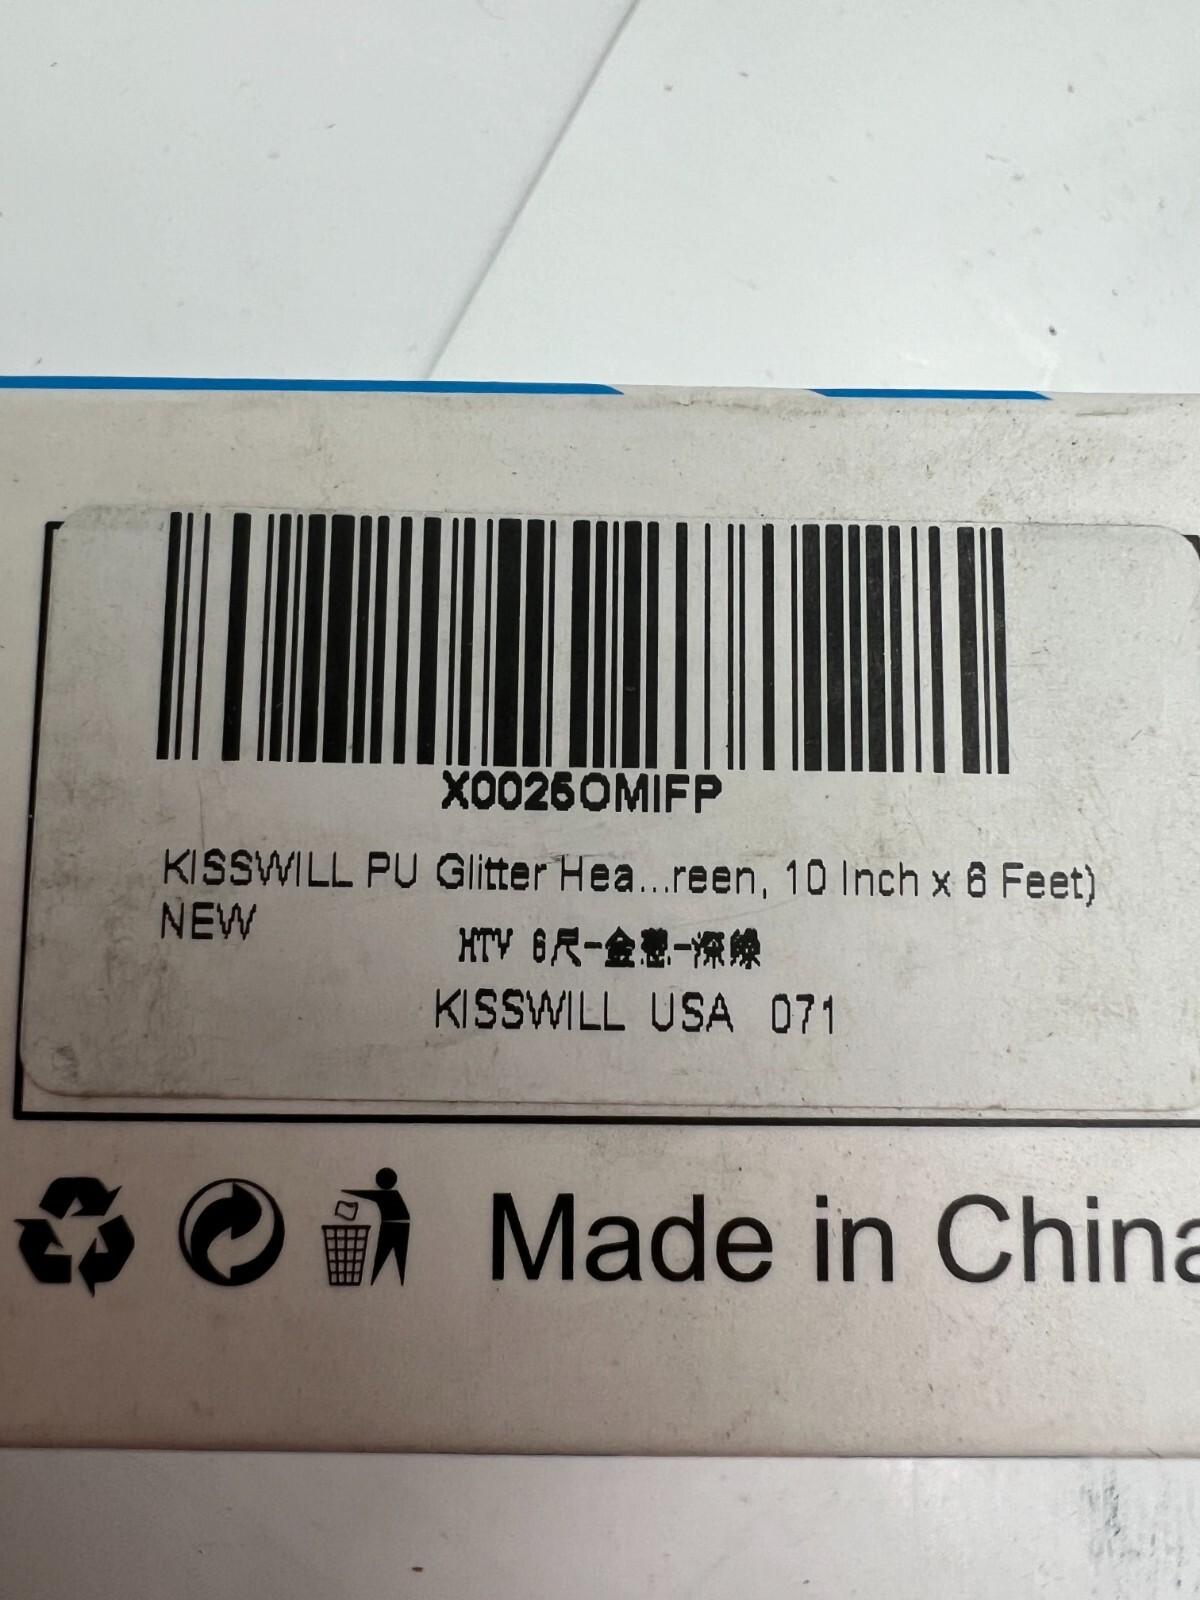 X0025OMIFP
KISSWILL PU Glitter Hea...reen, 10 Inch x 6 Feet)
NEW
HTV 6尺-金葱-深綠
KISSWILL USA 071
Made in China